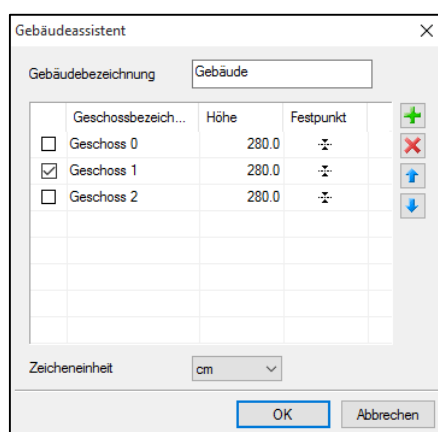 Gebäudeassistent
Gebäudebezeichnung Gebäude
Geschossbezeich... Höhe Festpunkt
Geschoss 0 280.0
Geschoss 1 280.0
Geschoss 2 280.0
Zeicheneinheit cm
OK Abbrechen